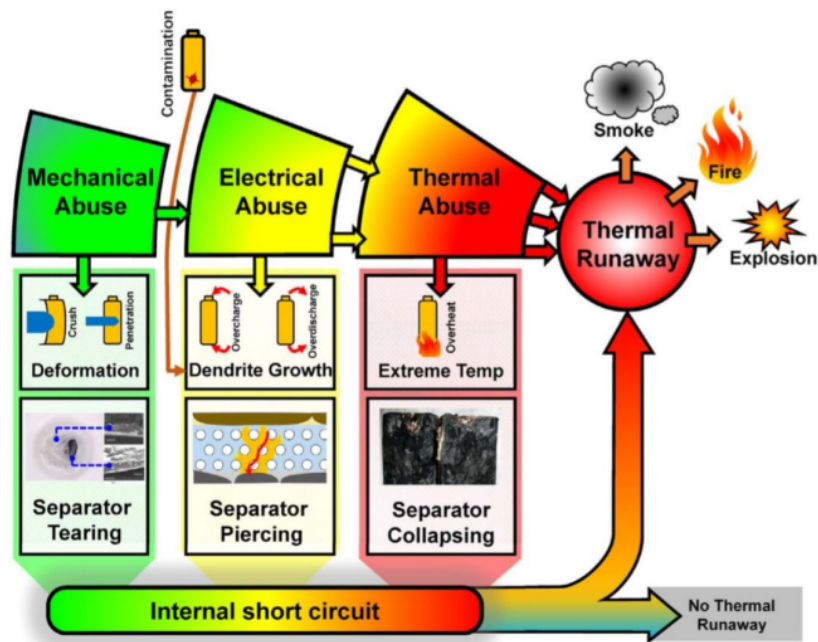 Contamination
Mechanical
Abuse
Electrical
Abuse
Thermal
Abuse
Smoke
Fire
Thermal
Runaway
Explosion
Crush
Penetration
Deformation
Overcharge
Overdischarge
Dendrite Growth
Overheat
Extreme Temp
Separator
Tearing
Separator
Piercing
Separator
Collapsing
Internal short circuit
No Thermal
Runaway